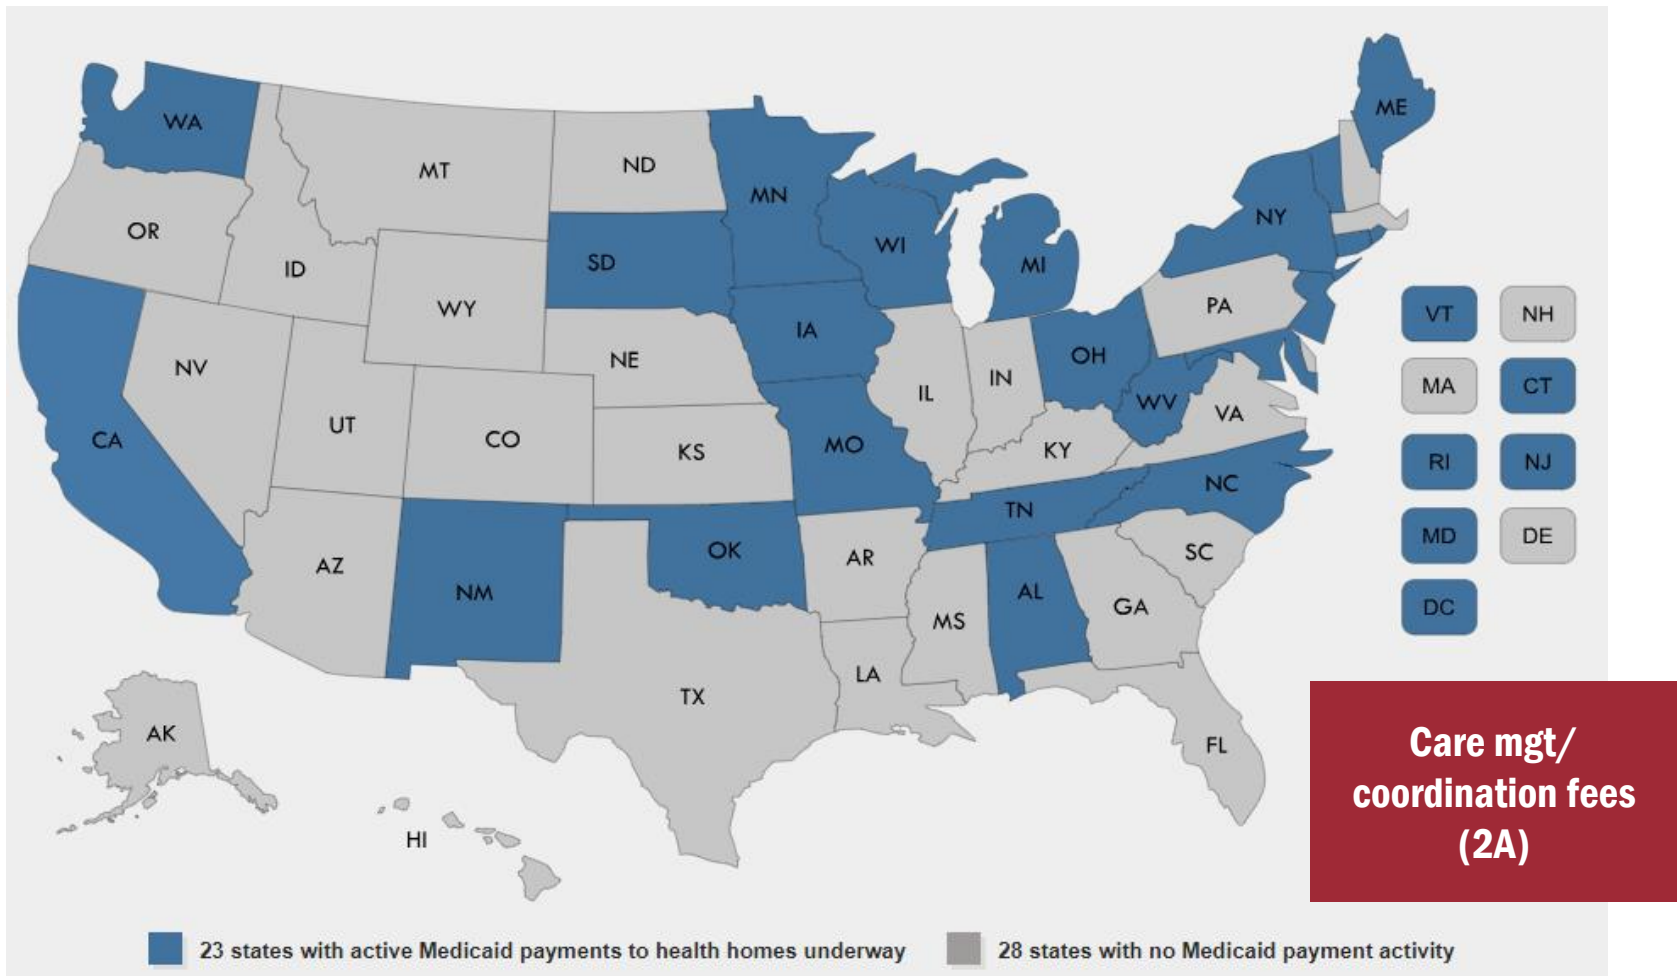 ME
WA
ND
MT
MN
NY
OR
WI
SD
MI
ID
PA
WY
VT
NH
IA
OH
NE
NV
IN
MA
CT
IL
WV
VA
UT
CO
CA
MO
KS
KY
RI
NJ
NC
TN
MD
DE
OK
SC
AR
AZ
NM
AL
GA
DC
MS
LA
TX
AK
FL
HI
Care mgt/
coordination fees
(2A)
23 states with active Medicaid payments to health homes underway
28 states with no Medicaid payment activity